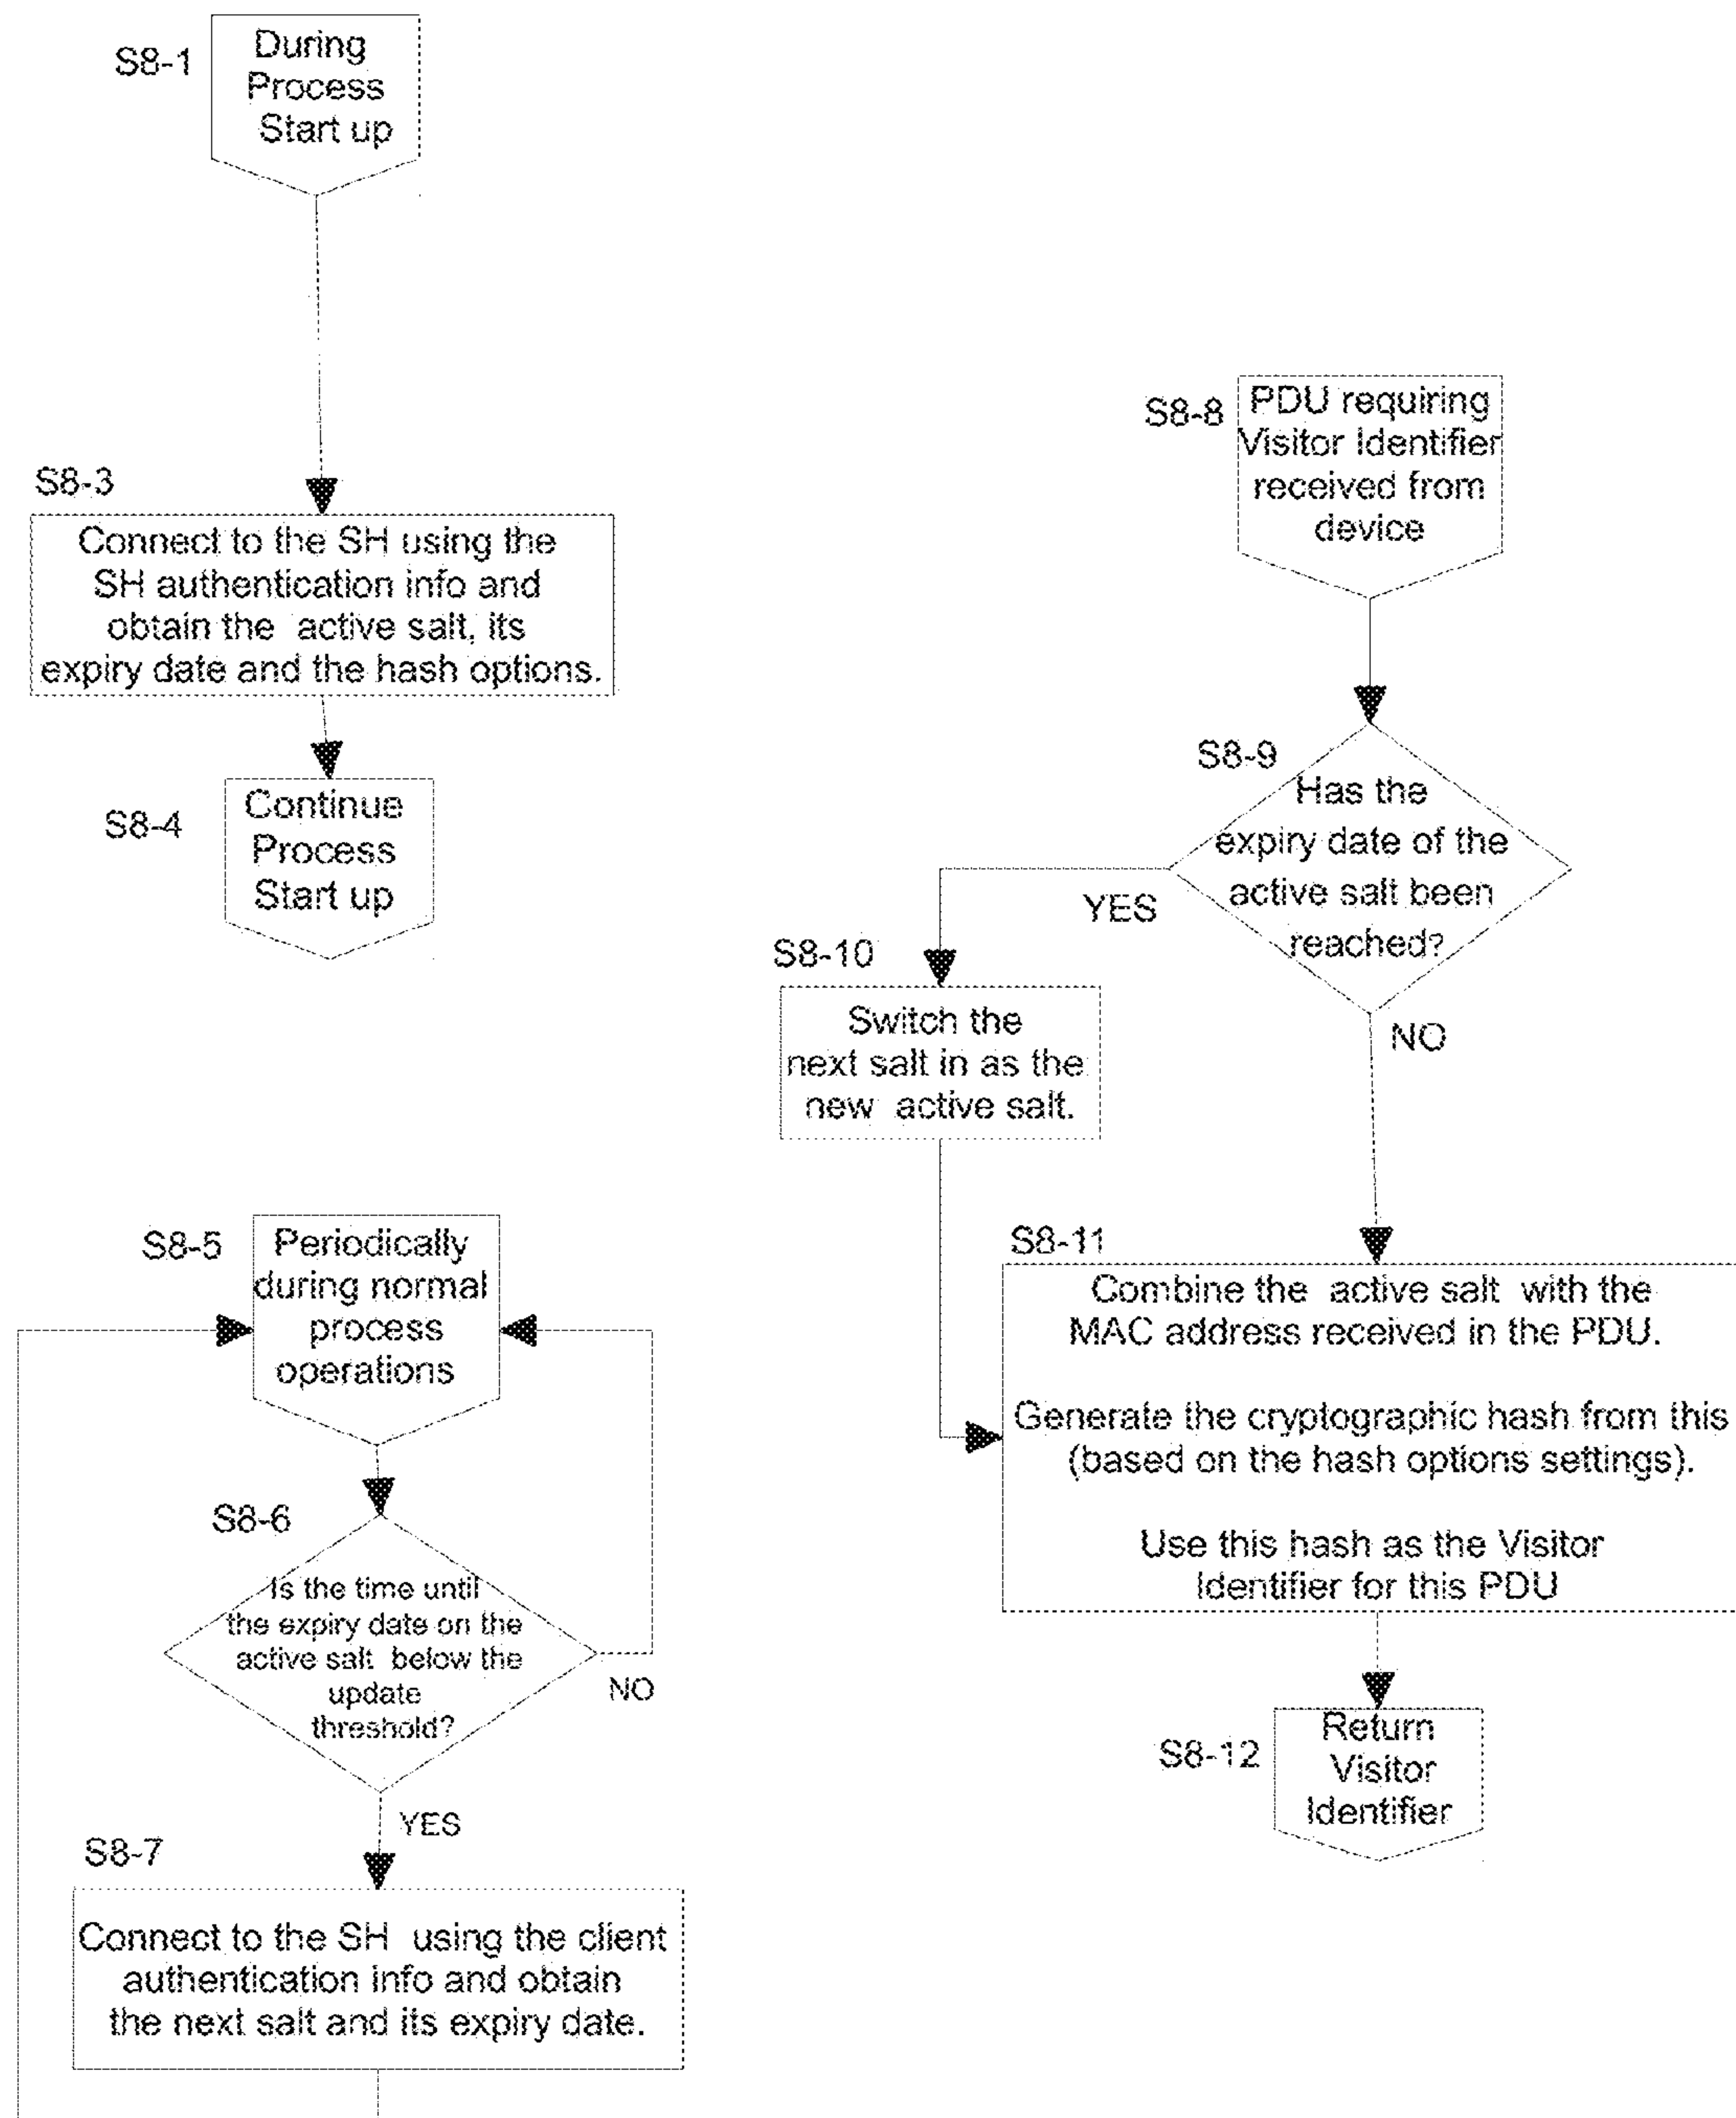 S8-1
During
Process
Start up
S8-3
Connect to the SH using the
SH authentication info and
obtain the active salt, its
expiry date and the hash options.
S8-4
Continue
Process
Start up
S8-5
Periodically
during normal
process
operations
S8-6
Is the time until
the expiry date on the
active salt below the
update
threshold?
NO
YES
S8-7
Connect to the SH using the client
authentication info and obtain
the next salt and its expiry date.
S8-8
PDU requiring
Visitor Identifier
received from
device
S8-9
Has the
expiry date of the
active salt been
reached?
YES
NO
S8-10
Switch the
next salt in as the
new active salt.
S8-11
Combine the active salt with the
MAC address received in the PDU.
Generate the cryptographic hash from this
(based on the hash options settings).
Use this hash as the Visitor
Identifier for this PDU
S8-12
Return
Visitor
Identifier